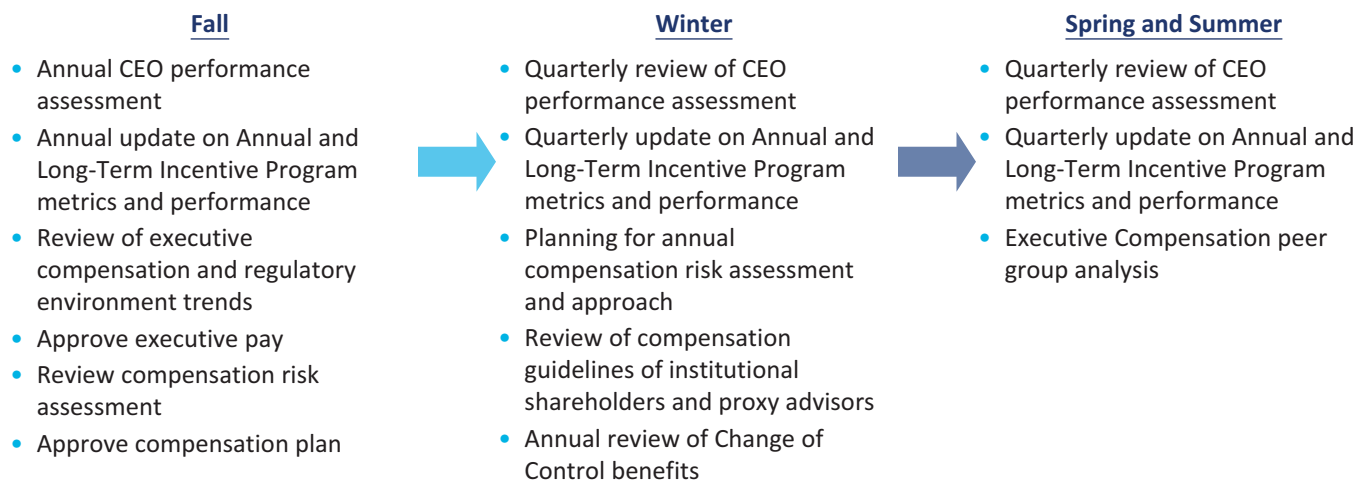 Fall
• Annual CEO performance
assessment
• Annual update on Annual and
Long-Term Incentive Program
metrics and performance
• Review of executive
compensation and regulatory
environment trends
• Approve executive pay
• Review compensation risk
assessment
• Approve compensation plan
Winter
• Quarterly review of CEO
performance assessment
• Quarterly update on Annual and
Long-Term Incentive Program
metrics and performance
• Planning for annual
compensation risk assessment
and approach
• Review of compensation
guidelines of institutional
shareholders and proxy advisors
• Annual review of Change of
Control benefits
Spring and Summer
• Quarterly review of CEO
performance assessment
• Quarterly update on Annual and
Long-Term Incentive Program
metrics and performance
• Executive Compensation peer
group analysis